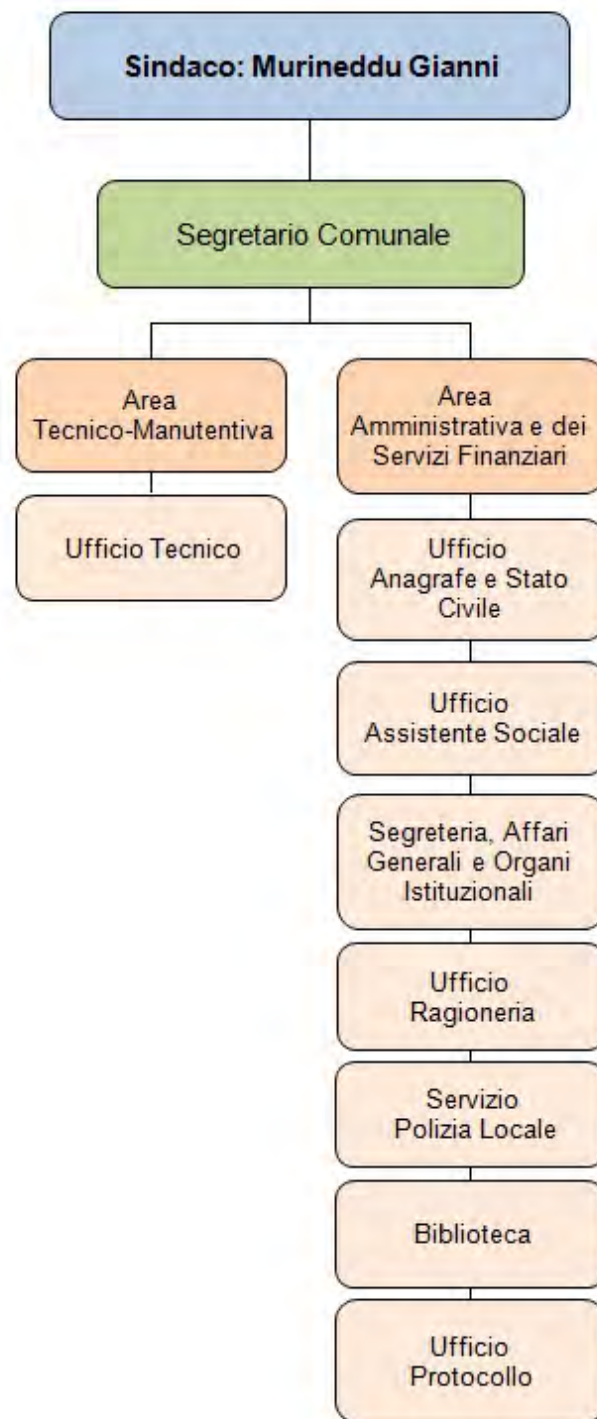 Sindaco: Murineddu Gianni
Segretario Comunale
Area
Tecnico-Manutentiva
Ufficio Tecnico
Area
Amministrativa e dei
Servizi Finanziari
Ufficio
Anagrafe e Stato
Civile
Ufficio
Assistente Sociale
Segreteria, Affari
Generali e Organi
Istituzionali
Ufficio
Ragioneria
Servizio
Polizia Locale
Biblioteca
Ufficio
Protocollo